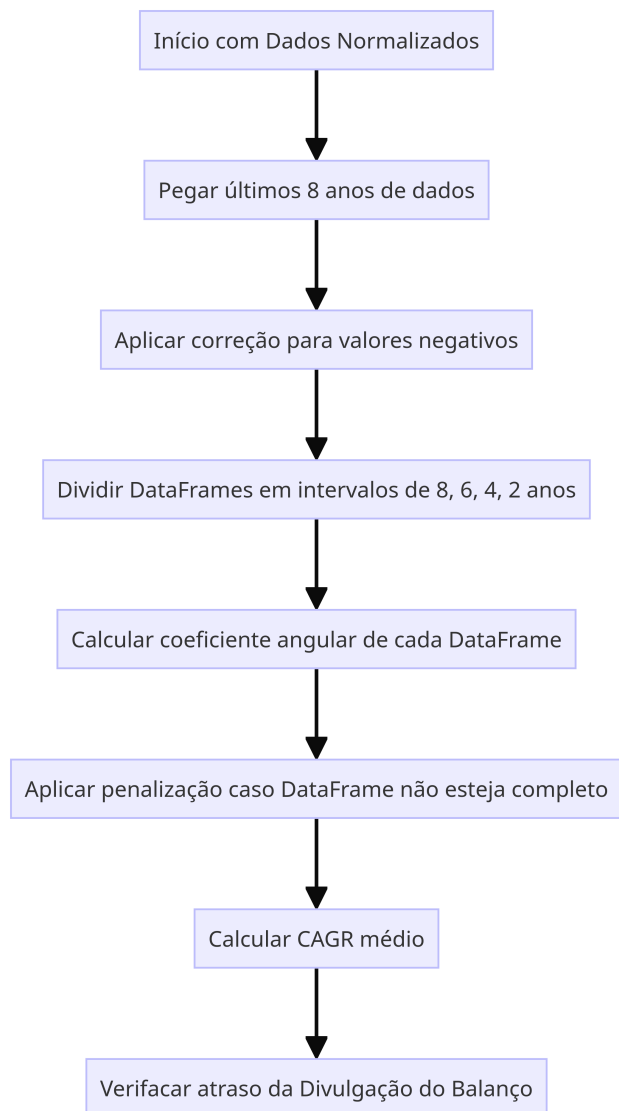 Início com Dados Normalizados
Pegar últimos 8 anos de dados
Aplicar correção para valores negativos
Dividir DataFrames em intervalos de 8, 6, 4, 2 anos
Calcular coeficiente angular de cada DataFrame
Aplicar penalização caso DataFrame não esteja completo
Calcular CAGR médio
Verifacar atraso da Divulgação do Balanço